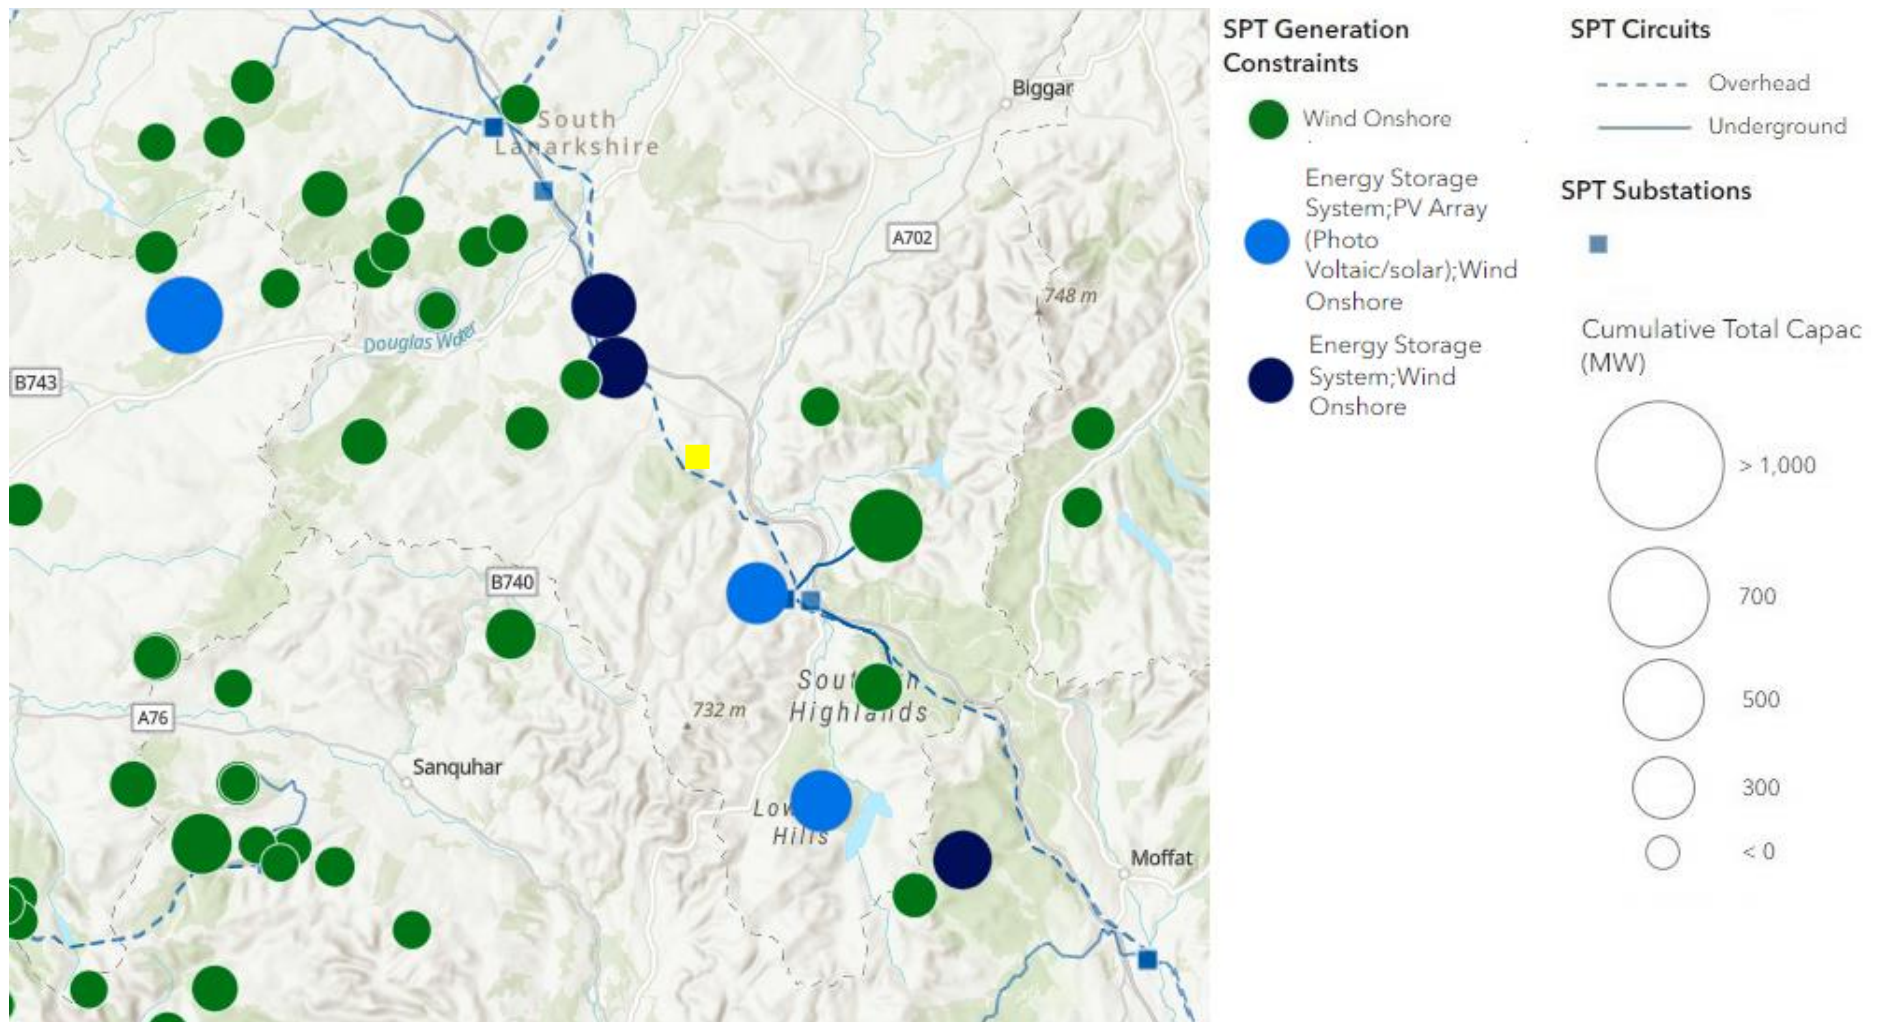 Biggar
South
Lanarkshire
A702
748 m
Douglas Water
B743
B740
Southern
Highlands
732 m
A76
Sanquhar
Hills
Moffat
SPT Generation
Constraints
Wind Onshore
Energy Storage
System;PV Array
(Photo
Voltaic/solar);Wind
Onshore
Energy Storage
System;Wind
Onshore
SPT Circuits
Overhead
Underground
SPT Substations
Cumulative Total Capac
(MW)
> 1,000
700
500
300
< 0